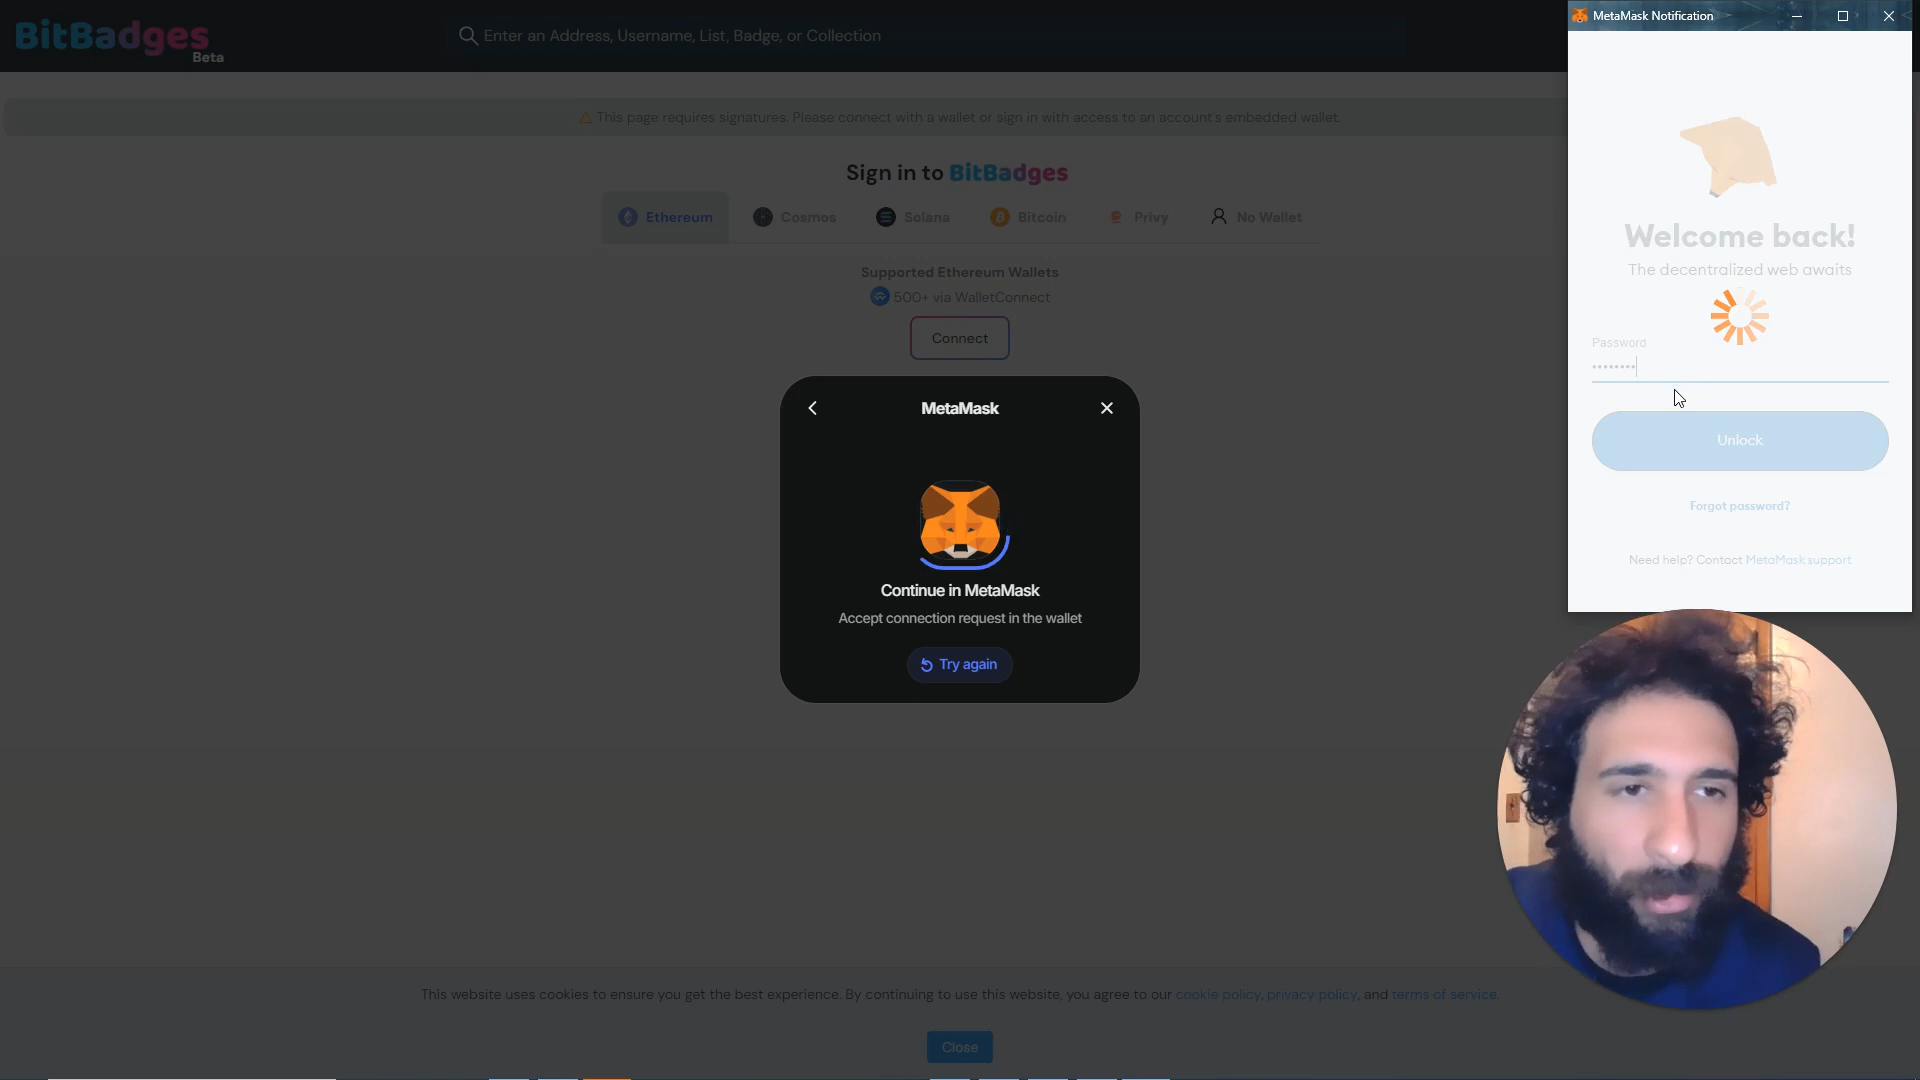 BitBadges
Beta
Enter an Address, Username, List, Badge, or Collection
This page requires signatures. Please connect with a wallet or sign in with access to an account's embedded wallet.
Sign in to BitBadges
Ethereum
Cosmos
Solana
Bitcoin
Privy
No Wallet
Supported Ethereum Wallets
500+ via WalletConnect
Connect
MetaMask
Continue in MetaMask
Accept connection request in the wallet
Try again
MetaMask Notification
Welcome back!
The decentralized web awaits
Password
Unlock
Forgot password?
Need help? Contact MetaMask support
This website uses cookies to ensure you get the best experience. By continuing to use this website, you agree to our cookie policy, privacy policy, and terms of service.
Close